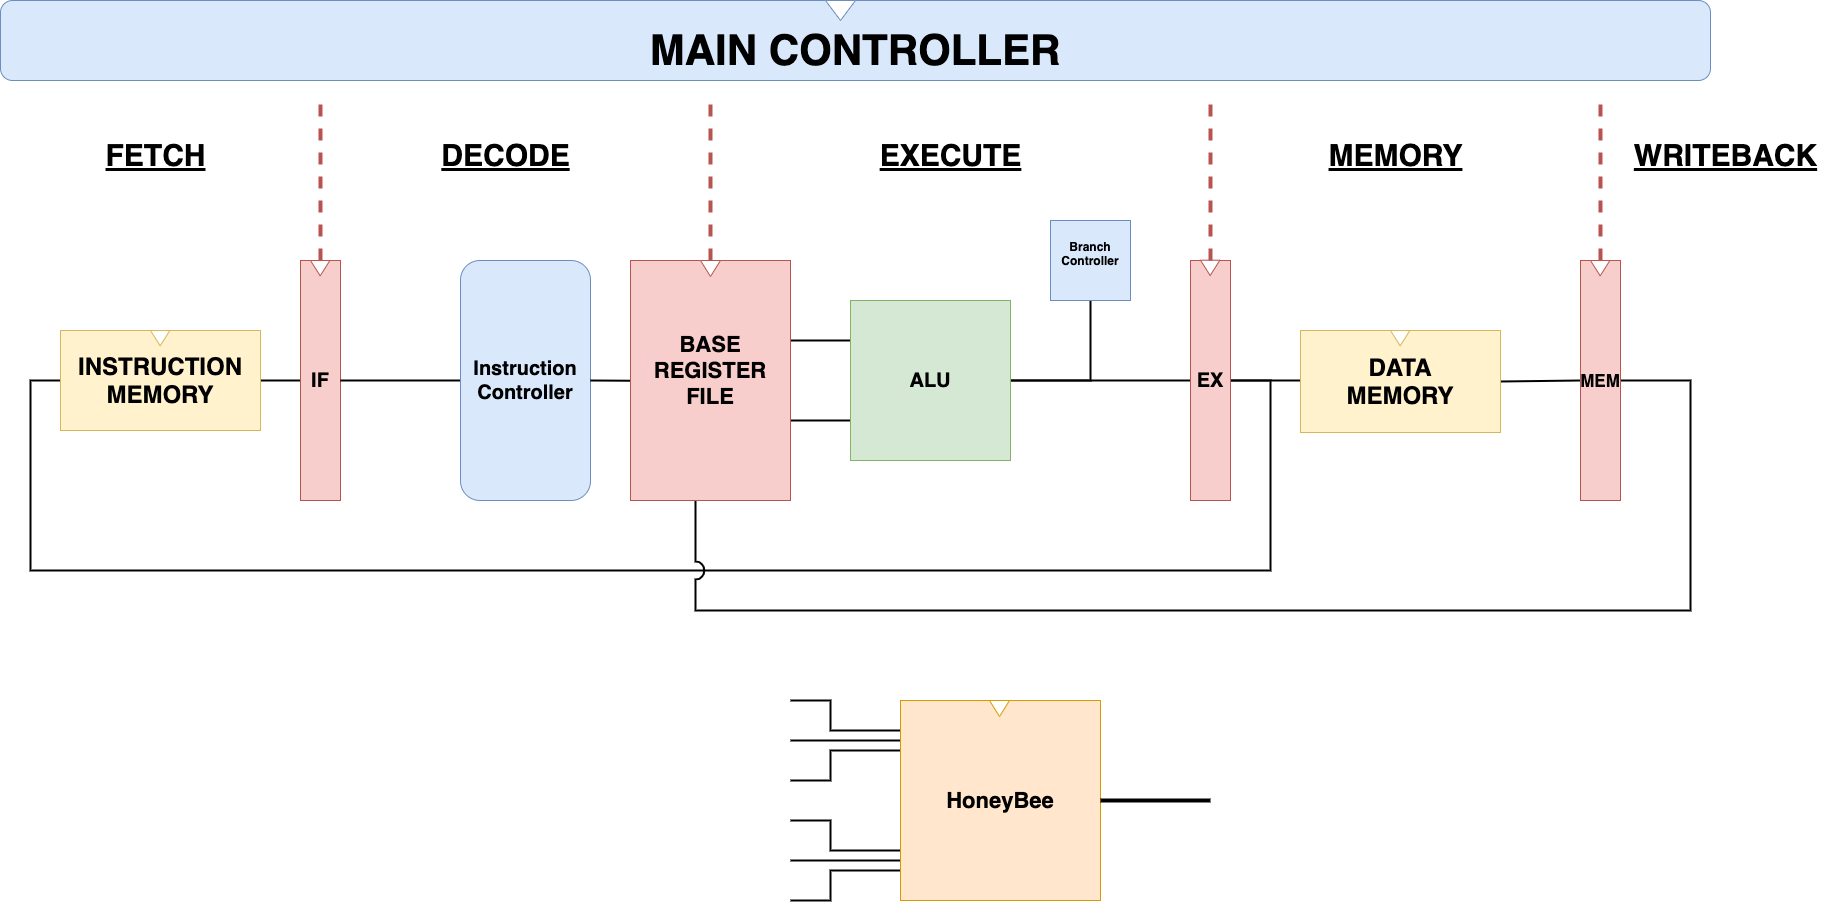 MAIN CONTROLLER
FETCH
DECODE
EXECUTE
MEMORY
WRITEBACK
Branch
Controller
INSTRUCTION
MEMORY
IF
Instruction
Controller
BASE
REGISTER
FILE
ALU
EX
DATA
MEMORY
MEM
HoneyBee